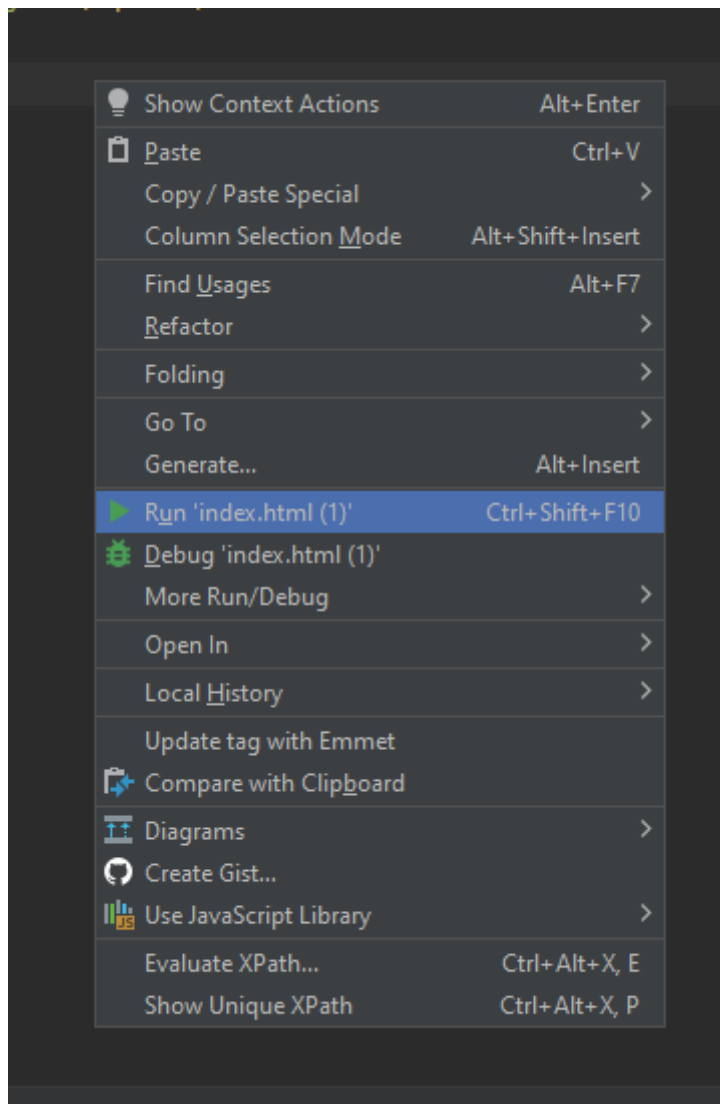 Show Context Actions Alt+Enter
Paste Ctrl+V
Copy / Paste Special
Column Selection Mode Alt+Shift+Insert
Find Usages Alt+F7
Refactor
Folding
Go To
Generate... Alt+Insert
Run 'index.html (1)' Ctrl+Shift+F10
Debug 'index.html (1)'
More Run/Debug
Open In
Local History
Update tag with Emmet
Compare with Clipboard
Diagrams
Create Gist...
JS Use JavaScript Library
Evaluate XPath... Ctrl+Alt+X, E
Show Unique XPath Ctrl+Alt+X, P